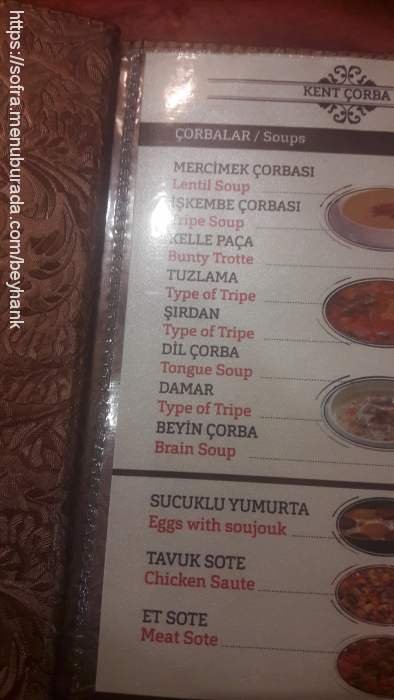 https://sofra.menuburada.com/beyhank
KENT ÇORBA
ÇORBALAR / Soups
MERCİMEK ÇORBASI
Lentil Soup
İŞKEMBE ÇORBASI
Tripe Soup
KELLE PAÇA
Bunty Trotte
TUZLAMA
Type of Tripe
ŞIRDAN
Type of Tripe
DİL ÇORBA
Tongue Soup
DAMAR
Type of Tripe
BEYİN ÇORBA
Brain Soup
SUCUKLU YUMURTA
Eggs with soujouk
TAVUK SOTE
Chicken Saute
ET SOTE
Meat Sote